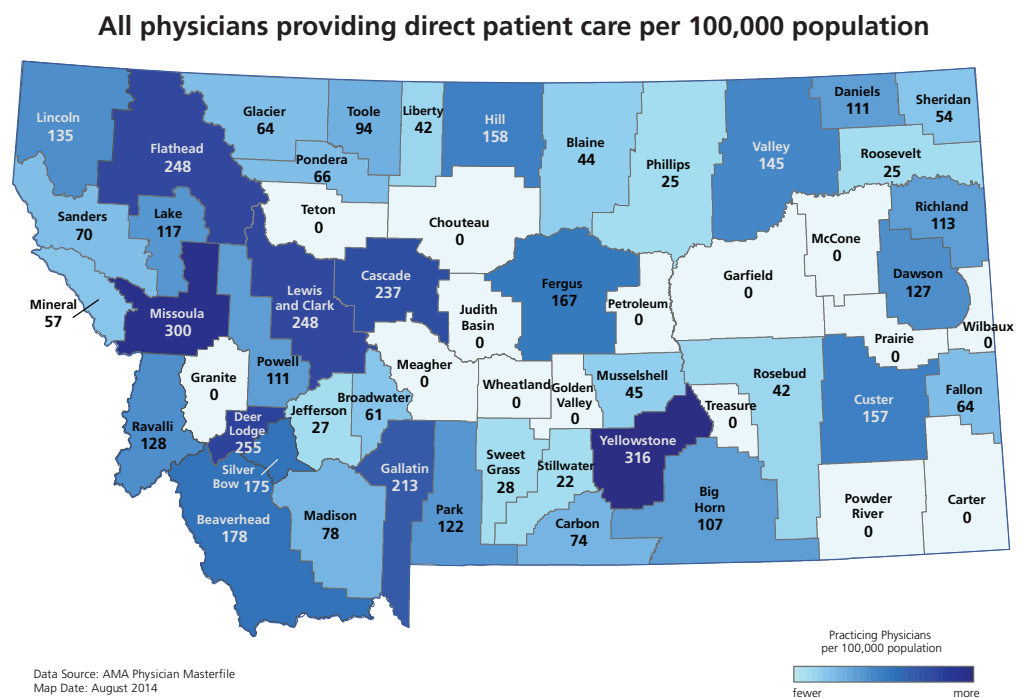 All physicians providing direct patient care per 100,000 population
Lincoln
135
Flathead
248
Glacier
64
Toole
94
Liberty
42
Hill
158
Blaine
44
Phillips
25
Valley
145
Daniels
111
Sheridan
54
Roosevelt
25
Pondera
66
Sanders
70
Lake
117
Teton
0
Chouteau
0
McCone
0
Richland
113
Mineral
57
Missoula
300
Lewis
and Clark
248
Cascade
237
Judith
Basin
0
Fergus
167
Petroleum
0
Garfield
0
Dawson
127
Wilbaux
0
Prairie
0
Granite
0
Powell
111
Meagher
0
Wheatland
0
Golden
Valley
0
Musselshell
45
Rosebud
42
Treasure
0
Custer
157
Fallon
64
Ravalli
128
Deer
Lodge
255
Jefferson
27
Broadwater
61
Silver
Bow 175
Gallatin
213
Sweet
Grass
28
Stillwater
22
Yellowstone
316
Beaverhead
178
Madison
78
Park
122
Carbon
74
Big
Horn
107
Powder
River
0
Carter
0
Practicing Physicians
per 100,000 population
fewer
more
Data Source: AMA Physician Masterfile
Map Date: August 2014